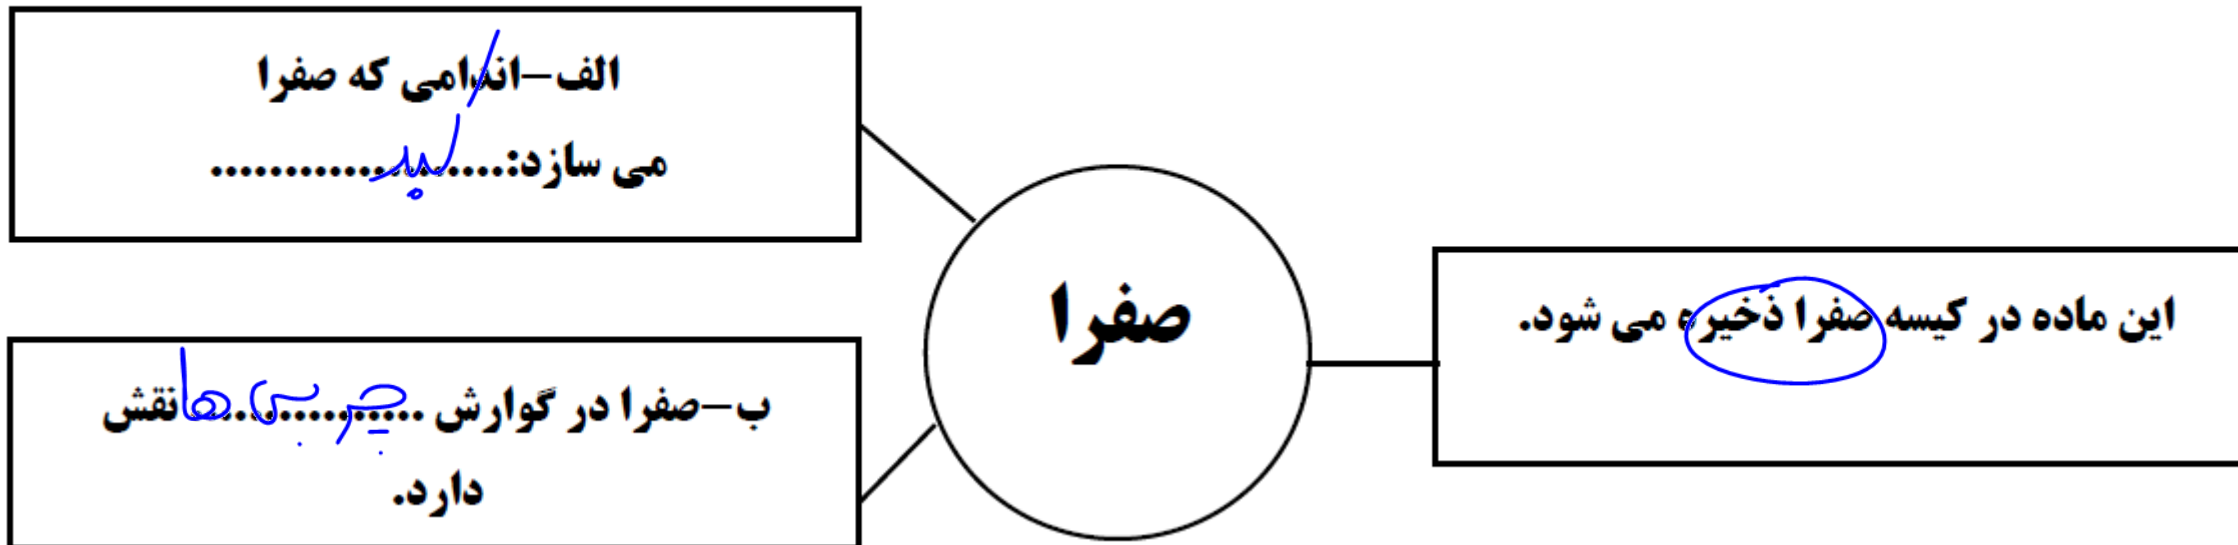 الف-اندامی که صفرا
می سازد:....کبد............
صفرا
این ماده در کیسه صفرا ذخیره می شود.
ب-صفرا در گوارش ....چربی ها.... نقش
دارد.